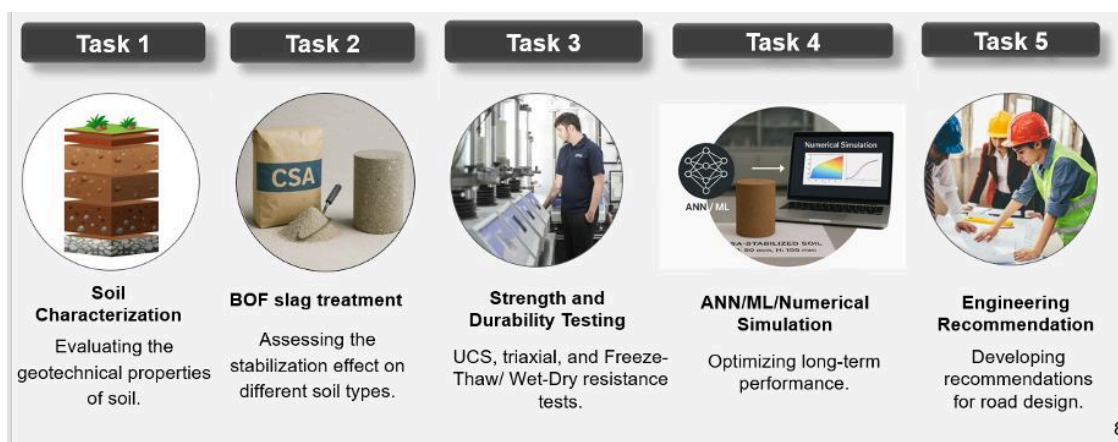 Task 1
Task 2
Task 3
Task 4
Task 5
CSA
ANN/ML
Numerical Simulation
Soil
Characterization
Evaluating the
geotechnical properties
of soil.
BOF slag treatment
Assessing the
stabilization effect on
different soil types.
Strength and
Durability Testing
UCS, triaxial, and Freeze-
Thaw/ Wet-Dry resistance
tests.
ANN/ML/Numerical
Simulation
Optimizing long-term
performance.
Engineering
Recommendation
Developing
recommendations
for road design.